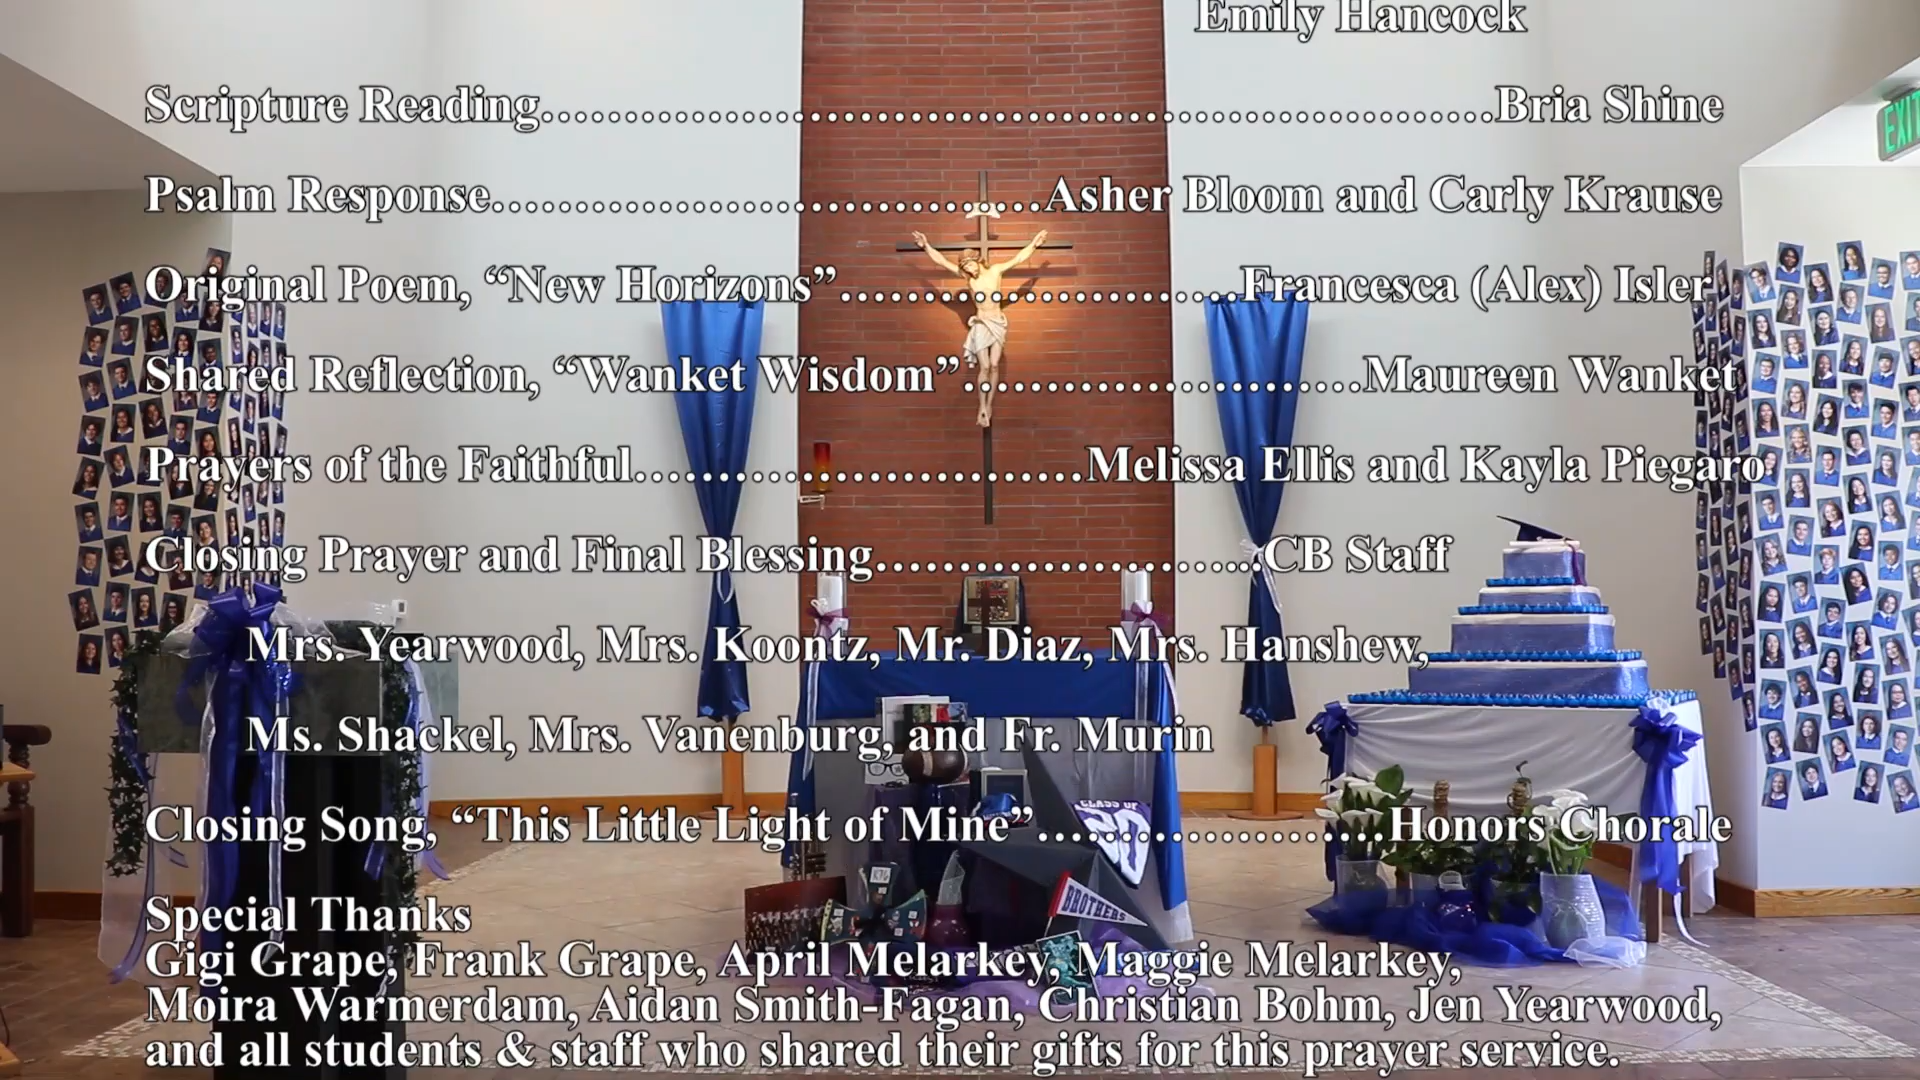 Emily Hancock
Scripture Reading……………………………………………………Bria Shine
Psalm Response……………………………Asher Bloom and Carly Krause
Original Poem, “New Horizons”……………………Francesca (Alex) Isler
Shared Reflection, “Wanket Wisdom”……………………Maureen Wanket
Prayers of the Faithful………………………Melissa Ellis and Kayla Piegaro
Closing Prayer and Final Blessing…………………...CB Staff
Mrs. Yearwood, Mrs. Koontz, Mr. Diaz, Mrs. Hanshew,
Ms. Shackel, Mrs. Vanenburg, and Fr. Murin
Closing Song, “This Little Light of Mine”…………………Honors Chorale
Special Thanks
Gigi Grape, Frank Grape, April Melarkey, Maggie Melarkey,
Moira Warmerdam, Aidan Smith-Fagan, Christian Bohm, Jen Yearwood,
and all students & staff who shared their gifts for this prayer service.
EXIT
CLASS OF
20
BROTHERS